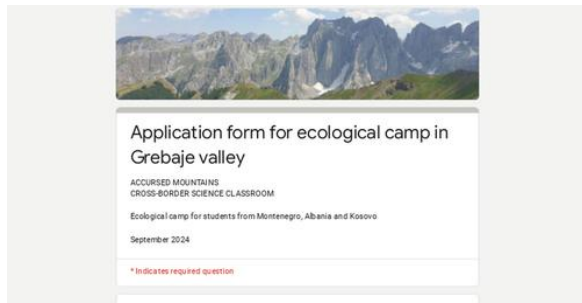 Application form for ecological camp in
Grebaje valley
ACCURSED MOUNTAINS
CROSS-BORDER SCIENCE CLASSROOM
Ecological camp for students from Montenegro, Albania and Kosovo
September 2024
* Indicates required question